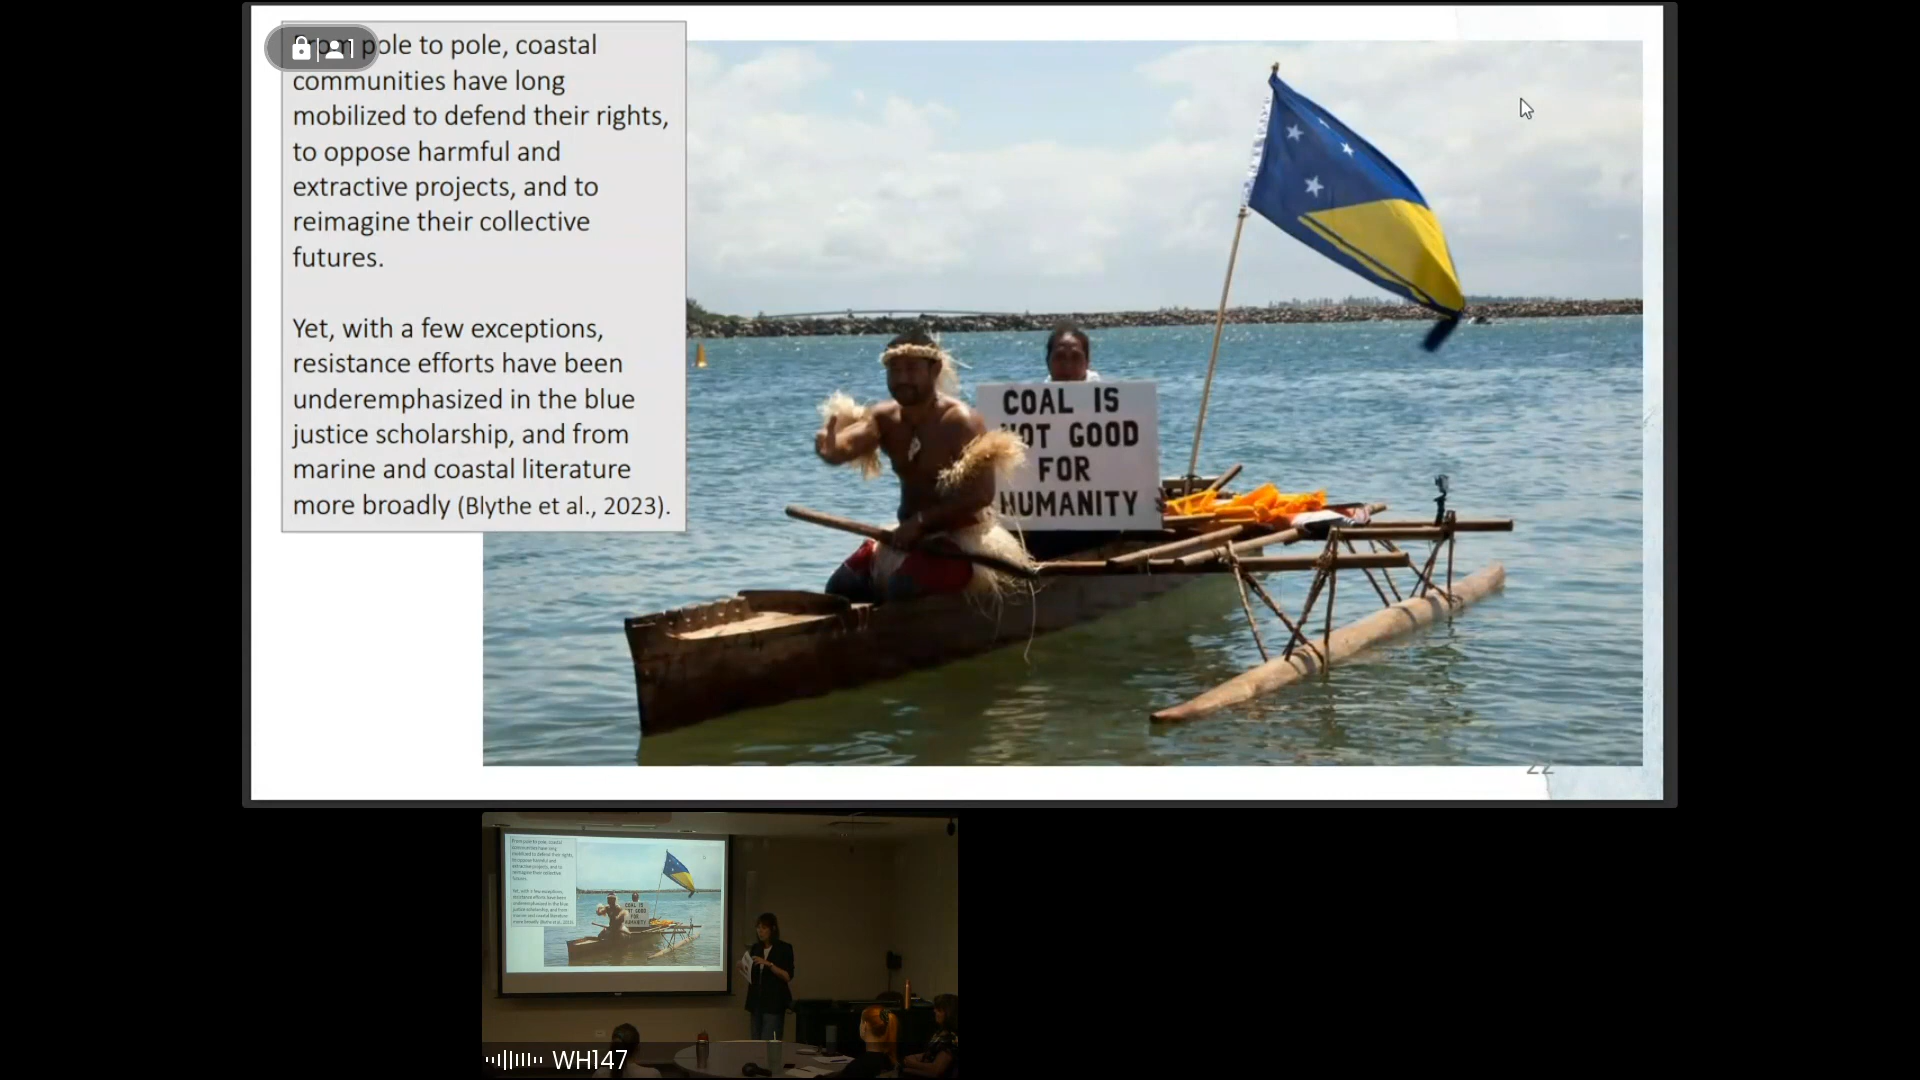 From pole to pole, coastal
communities have long
mobilized to defend their rights,
to oppose harmful and
extractive projects, and to
reimagine their collective
futures.
Yet, with a few exceptions,
resistance efforts have been
underemphasized in the blue
justice scholarship, and from
marine and coastal literature
more broadly (Blythe et al., 2023).
1
COAL IS
NOT GOOD
FOR
HUMANITY
22
WH147